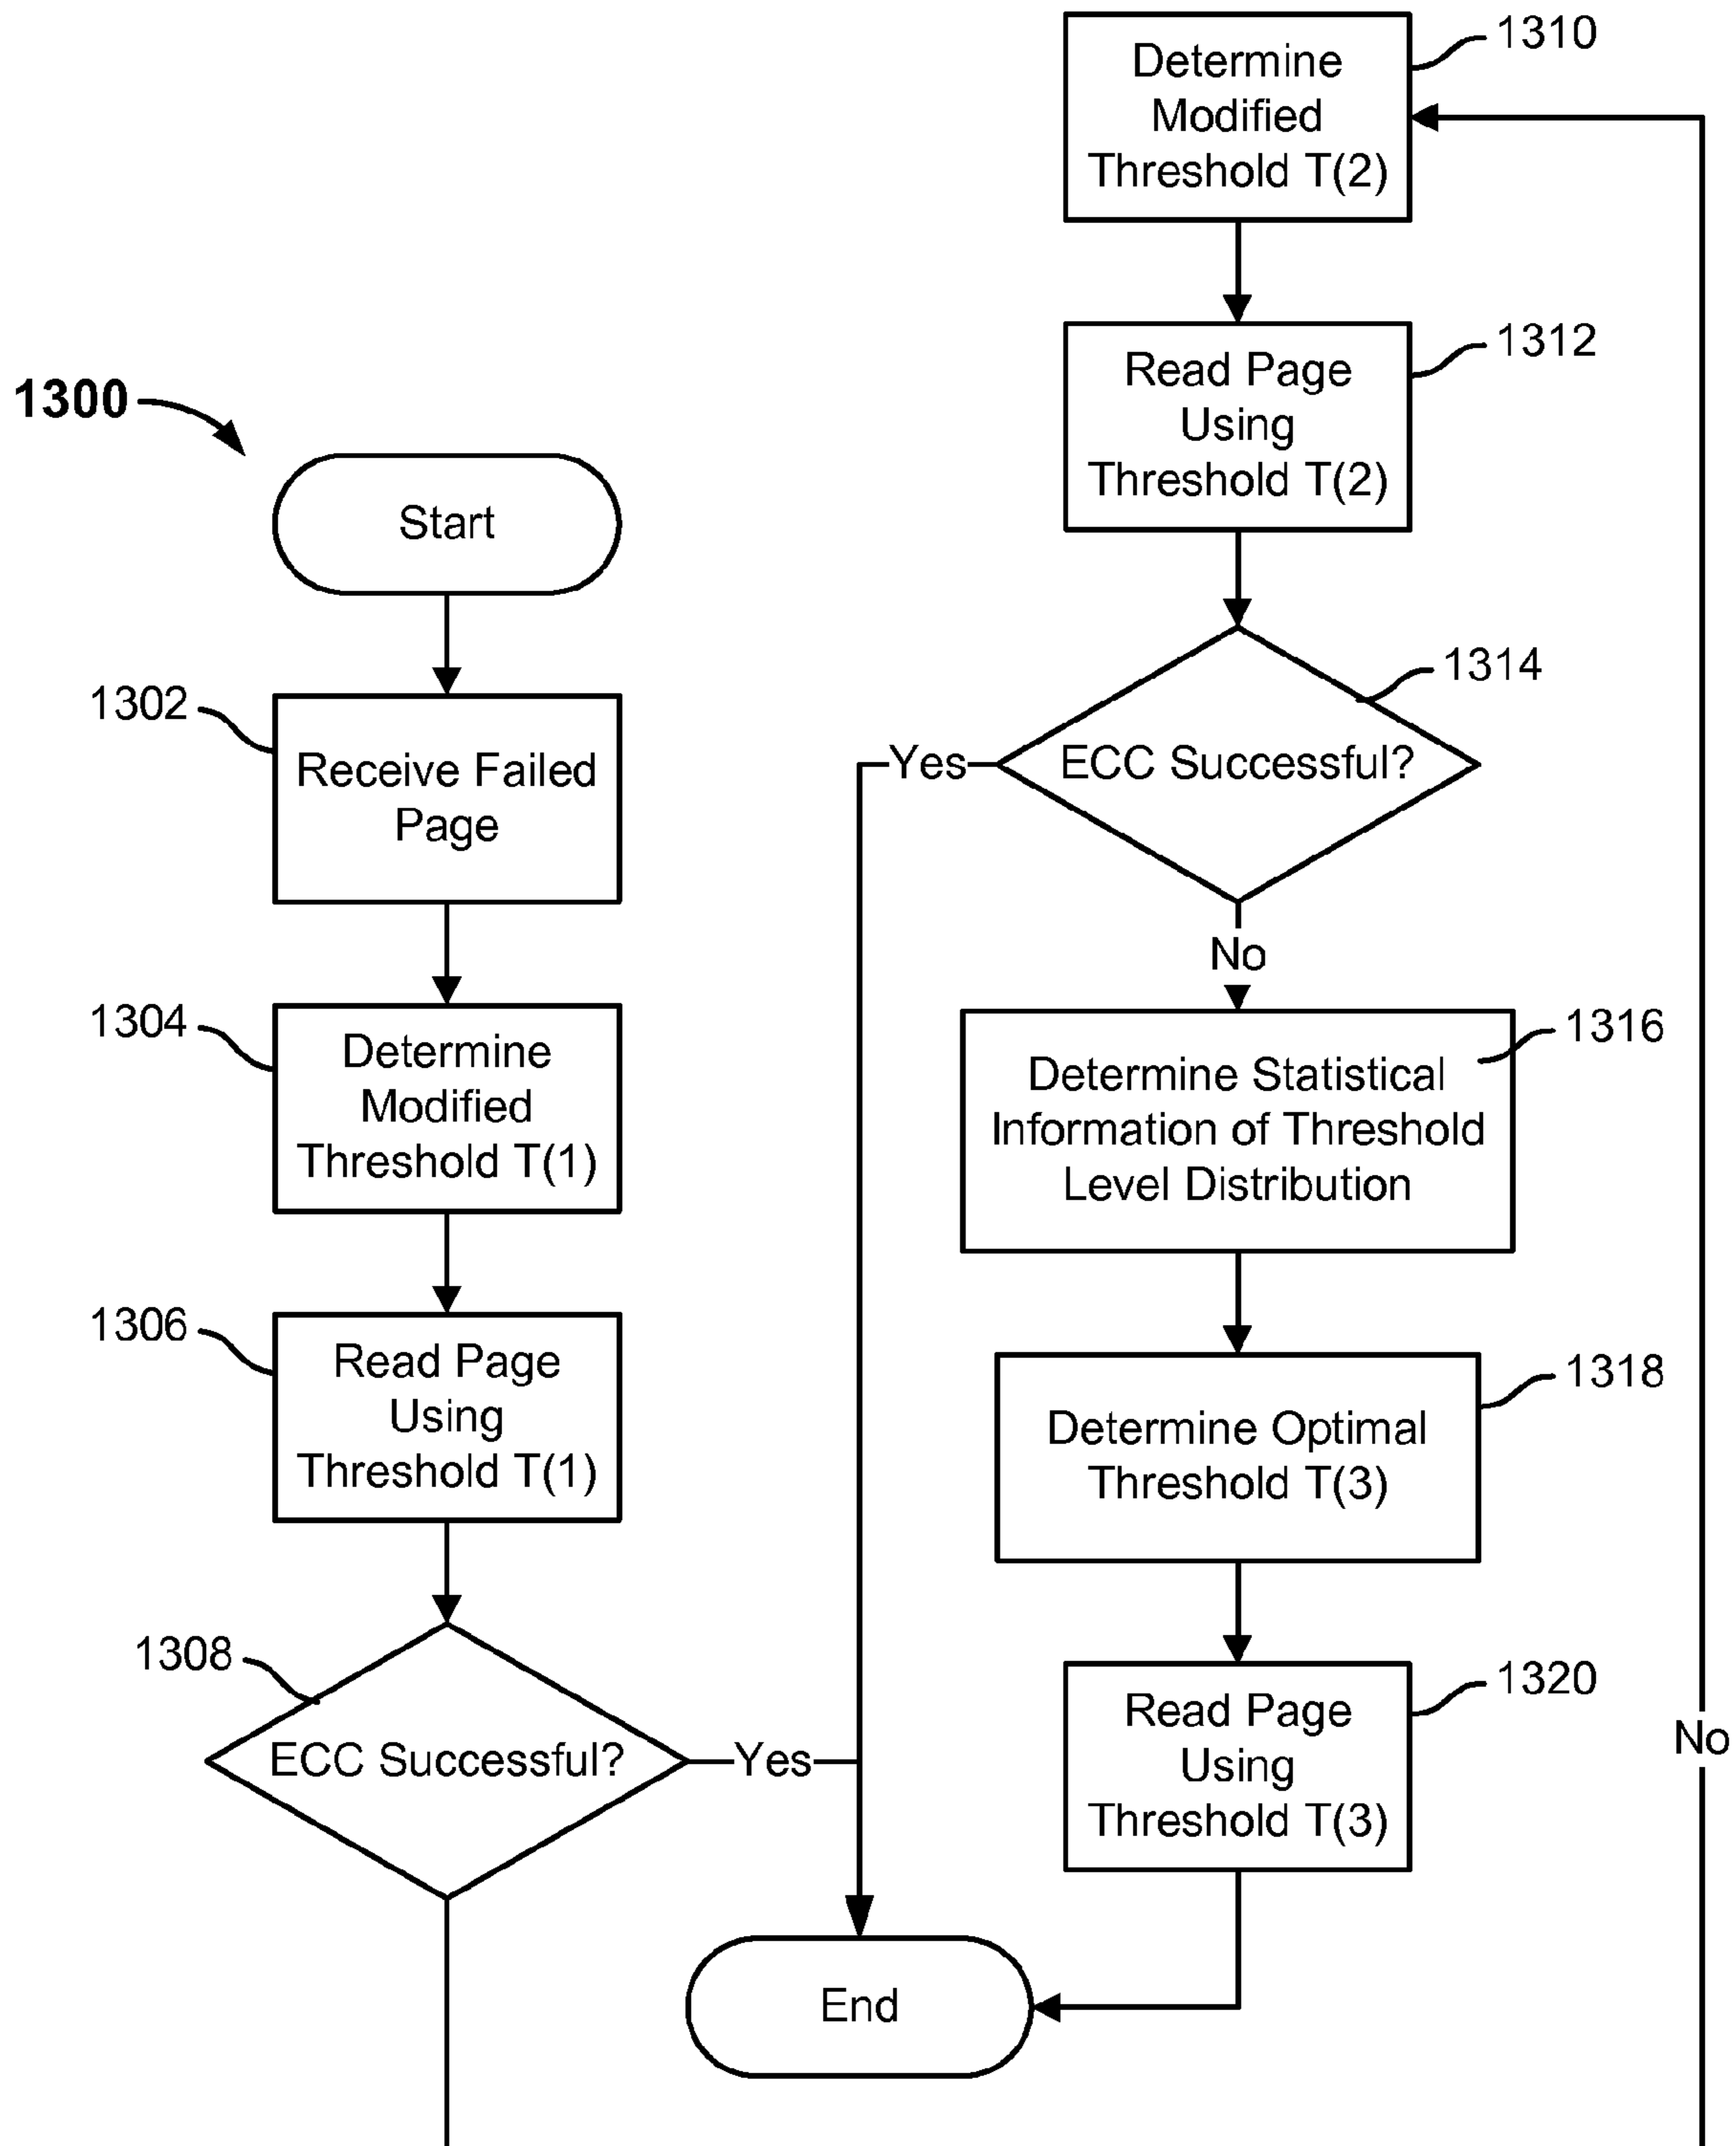 1300
Start
1302
Receive Failed
Page
1304
Determine
Modified
Threshold T(1)
1306
Read Page
Using
Threshold T(1)
1308
ECC Successful?
Yes
1310
Determine
Modified
Threshold T(2)
1312
Read Page
Using
Threshold T(2)
1314
ECC Successful?
Yes
No
1316
Determine Statistical
Information of Threshold
Level Distribution
1318
Determine Optimal
Threshold T(3)
1320
Read Page
Using
Threshold T(3)
No
End